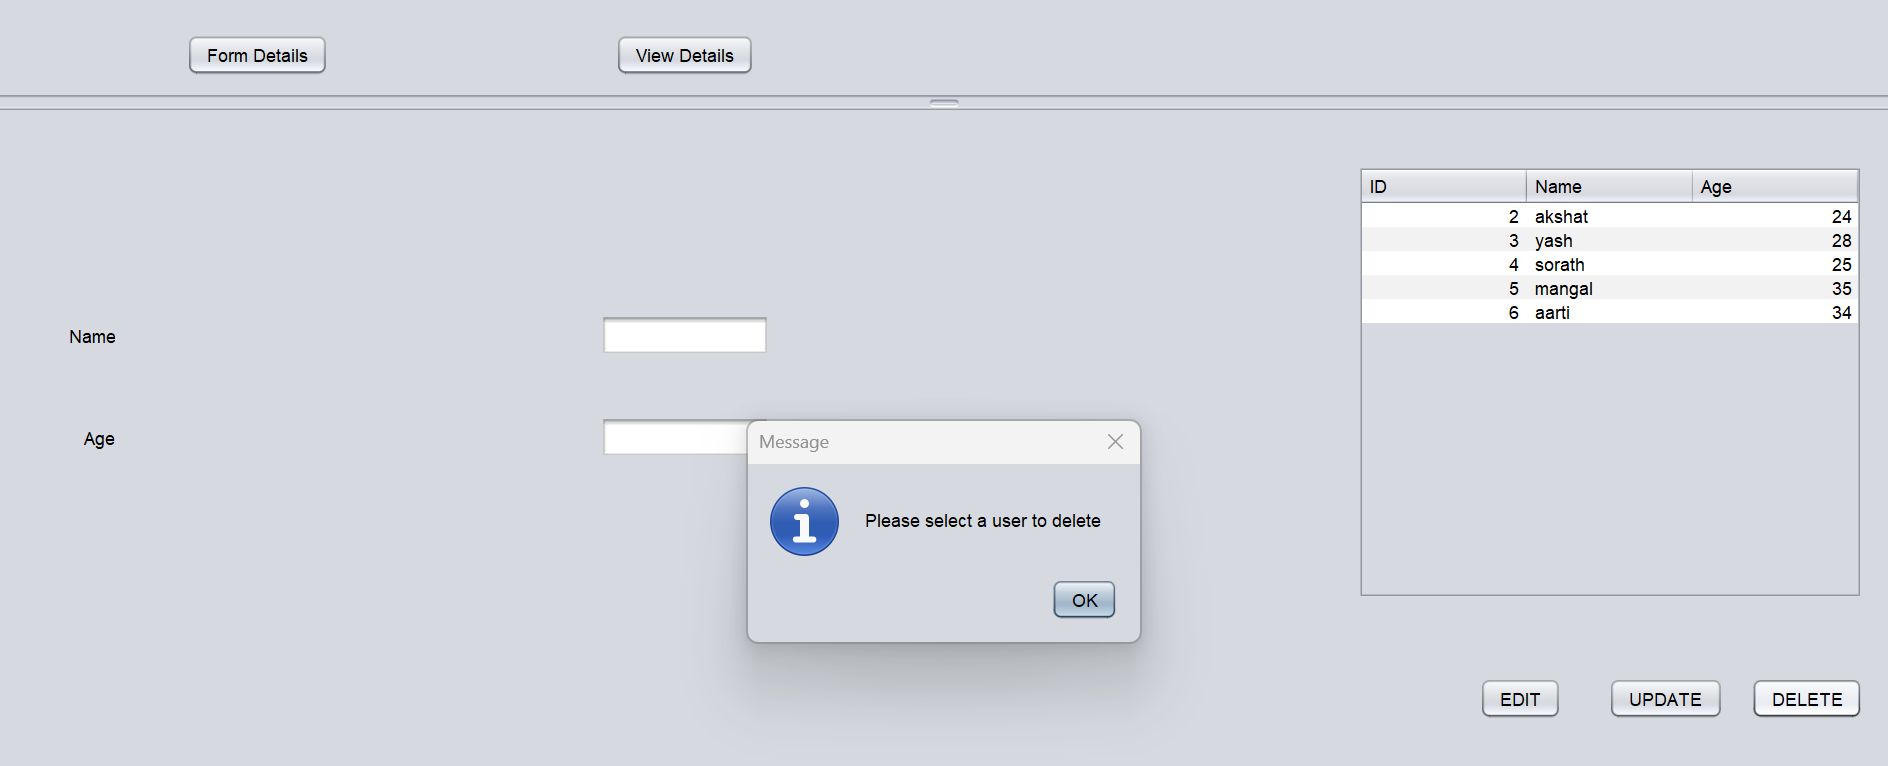 Form Details
View Details
ID Name Age
2 akshat 24
3 yash 28
4 sorath 25
5 mangal 35
6 aarti 34
Name
Age
Message
Please select a user to delete
OK
EDIT UPDATE DELETE